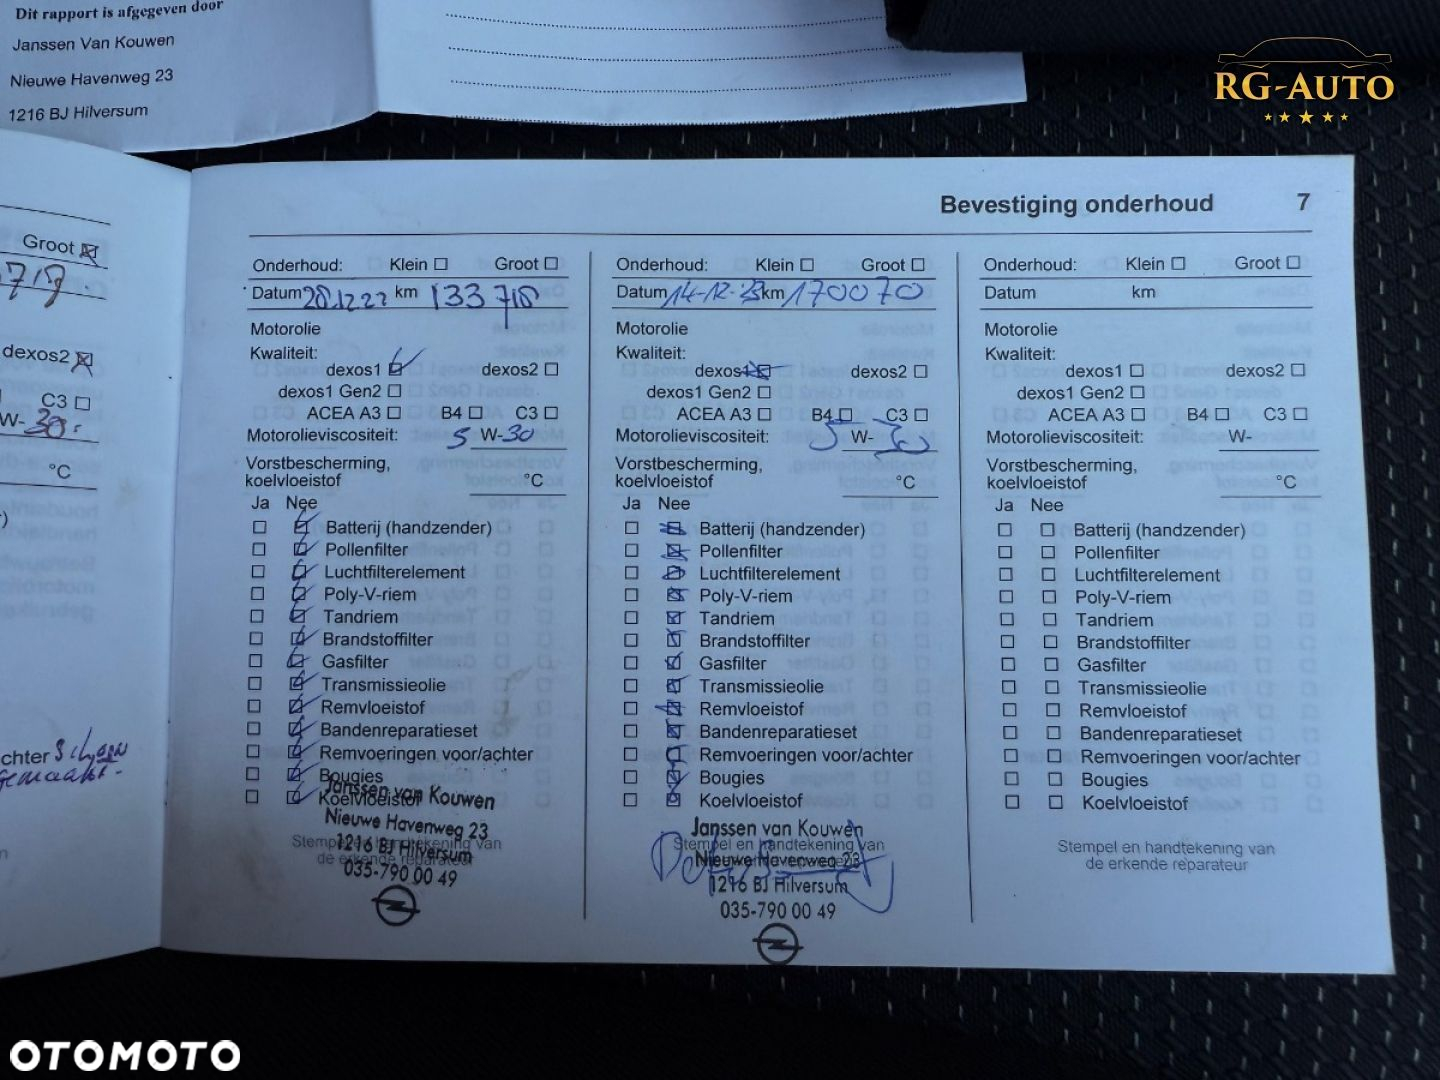 Dit rapport is afgegeven door
Janssen Van Kouwen
Nieuwe Havenweg 23
1216 BJ Hilversum
RG-AUTO
Groot
dexos2
C3
W-30
°C
chter
gemaakt.
Bevestiging onderhoud 7
Onderhoud: Klein Groot
Datum 28.12.22 km 133 718
Motorolie
Kwaliteit:
dexos1 dexos2
dexos1 Gen2
ACEA A3 B4 C3
Motorolieviscositeit: 5 W-30
Vorstbescherming,
koelvloeistof °C
Ja Nee
Batterij (handzender)
Pollenfilter
Luchtfilterelement
Poly-V-riem
Tandriem
Brandstoffilter
Gasfilter
Transmissieolie
Remvloeistof
Bandenreparatieset
Remvoeringen voor/achter
Bougies
Koelvloeistof
Janssen van Kouwen
Nieuwe Havenweg 23
1216 BJ Hilversum
035-790 00 49
Stempel en handtekening van
de erkende reparateur
Onderhoud: Klein Groot
Datum 14-12-23 km 170070
Motorolie
Kwaliteit:
dexos1 dexos2
dexos1 Gen2
ACEA A3 B4 C3
Motorolieviscositeit: 5 W-30
Vorstbescherming,
koelvloeistof °C
Ja Nee
Batterij (handzender)
Pollenfilter
Luchtfilterelement
Poly-V-riem
Tandriem
Brandstoffilter
Gasfilter
Transmissieolie
Remvloeistof
Bandenreparatieset
Remvoeringen voor/achter
Bougies
Koelvloeistof
Janssen van Kouwen
Stempel en handtekening van
Nieuwe Havenweg 23
1216 BJ Hilversum
035-790 00 49
Onderhoud: Klein Groot
Datum km
Motorolie
Kwaliteit:
dexos1 dexos2
dexos1 Gen2
ACEA A3 B4 C3
Motorolieviscositeit: W-
Vorstbescherming,
koelvloeistof °C
Ja Nee
Batterij (handzender)
Pollenfilter
Luchtfilterelement
Poly-V-riem
Tandriem
Brandstoffilter
Gasfilter
Transmissieolie
Remvloeistof
Bandenreparatieset
Remvoeringen voor/achter
Bougies
Koelvloeistof
Stempel en handtekening van
de erkende reparateur
OTOMOTO